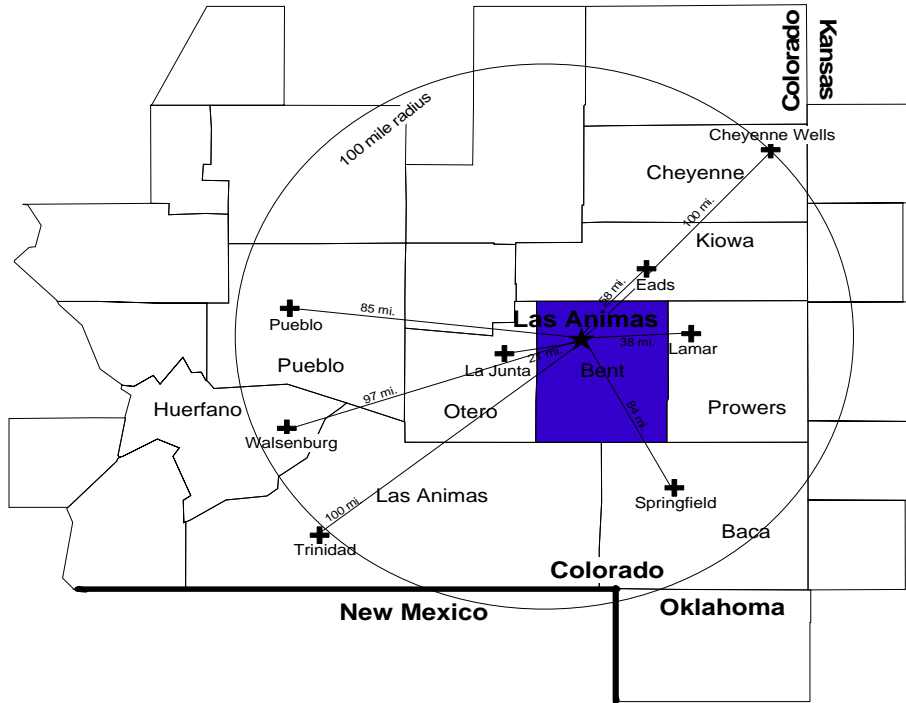 Colorado
Kansas
100 mile radius
Cheyenne Wells
Cheyenne
100 mi.
Kiowa
Eads
58 mi.
85 mi.
Pueblo
Las Animas
38 mi.
Lamar
La Junta
Pueblo
Bent
97 mi.
Huerfano
Otero
Prowers
84 mi.
Walsenburg
Las Animas
Springfield
100 mi.
Trinidad
Baca
Colorado
New Mexico
Oklahoma